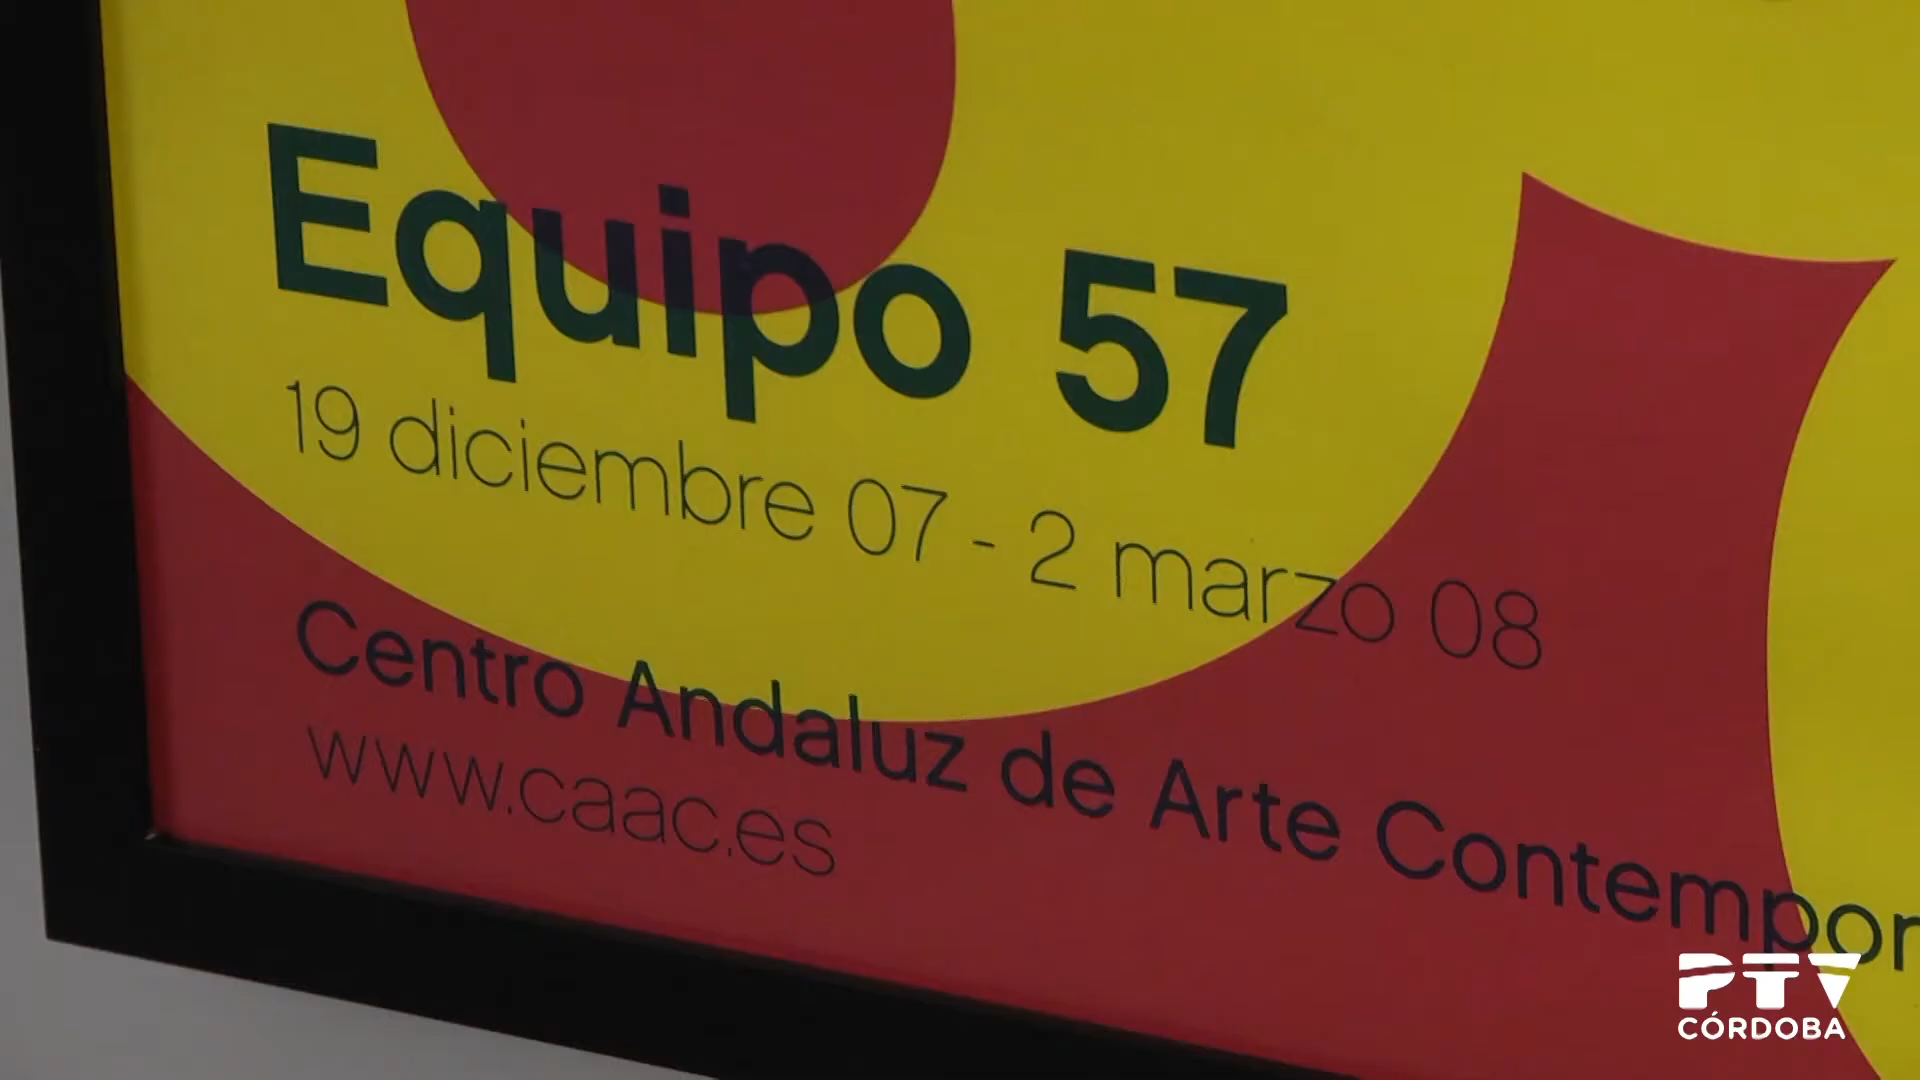 Equipo 57
19 diciembre 07 - 2 marzo 08
Centro Andaluz de Arte Contempor
www.caac.es
PTV
CÓRDOBA